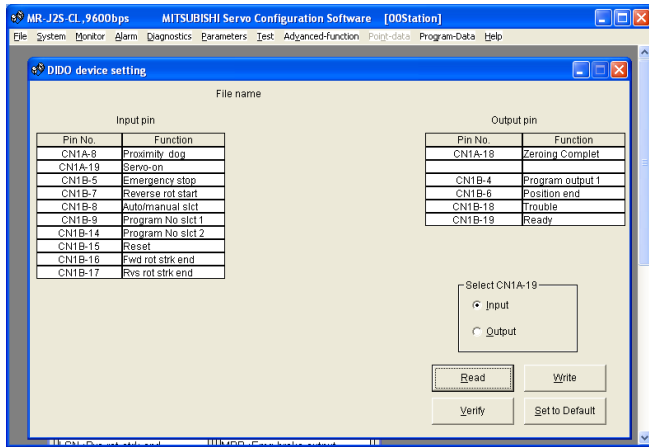 MR-J2S-CL,9600bps MITSUBISHI Servo Configuration Software [00Station]
File System Monitor Alarm Diagnostics Parameters Test Advanced-function Point-data Program-Data Help
DIDO device setting
File name
Input pin
Pin No. Function
CN1A-8 Proximity dog
CN1A-19 Servo-on
CN1B-5 Emergency stop
CN1B-7 Reverse rot start
CN1B-8 Auto/manual slct
CN1B-9 Program No slct 1
CN1B-14 Program No slct 2
CN1B-15 Reset
CN1B-16 Fwd rot strk end
CN1B-17 Rvs rot strk end
Output pin
Pin No. Function
CN1A-18 Zeroing Complet
CN1B-4 Program output 1
CN1B-6 Position end
CN1B-18 Trouble
CN1B-19 Ready
Select CN1A-19
Input
Output
Read Write
Verify Set to Default